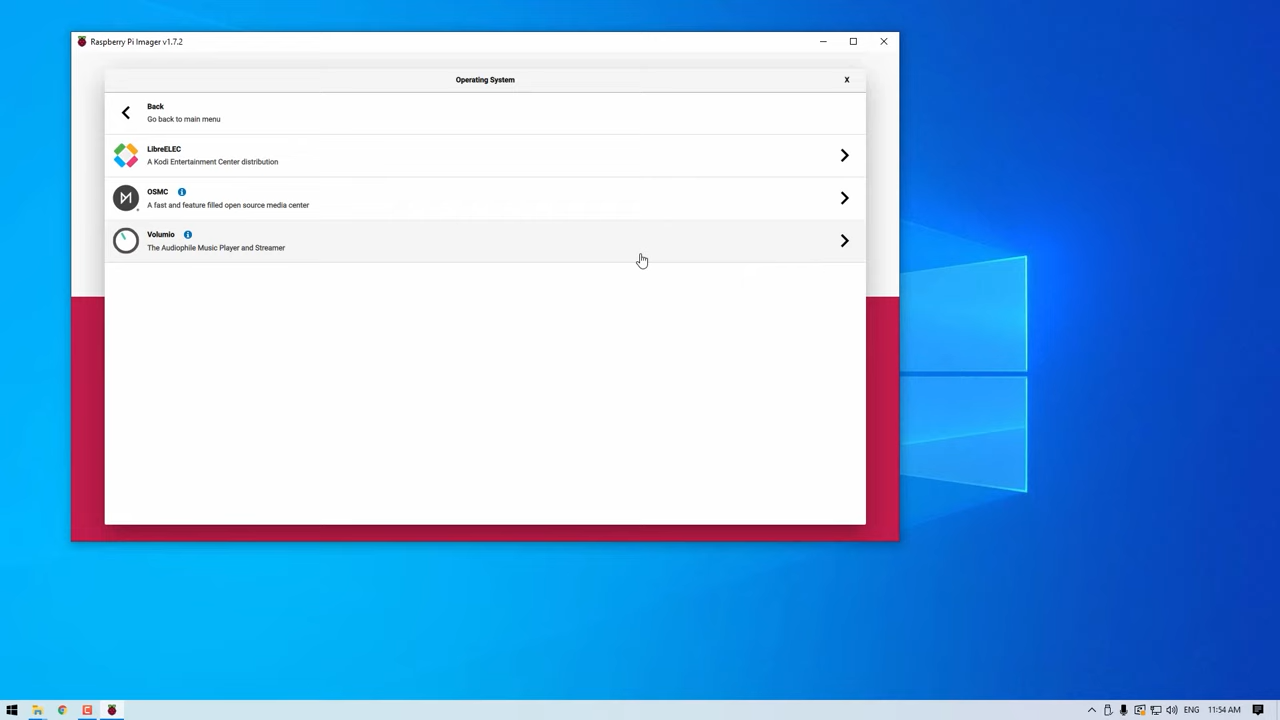 Raspberry Pi Imager v1.7.2
Operating System
X
Back
Go back to main menu
LibreELEC
A Kodi Entertainment Center distribution
OSMC
A fast and feature filled open source media center
Volumio
The Audiophile Music Player and Streamer
ENG 11:54 AM